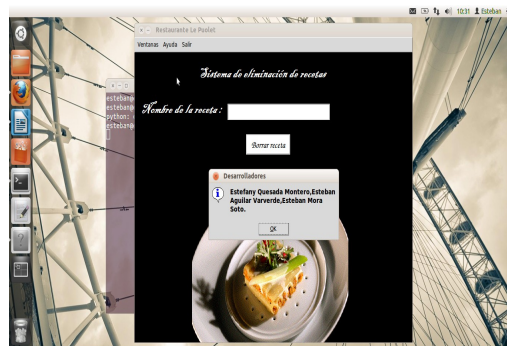 10:31 Esteban
Restaurante La Puolet
Ventanas Ayuda Salir
Sistema de eliminación de recetas
esteban@
esteban@
python:
esteban@
Nombre de la receta :
Borrar receta
Desarrolladores
Estefany Quesada Montero,Esteban
Aguilar Varverde,Esteban Mora
Soto.
OK